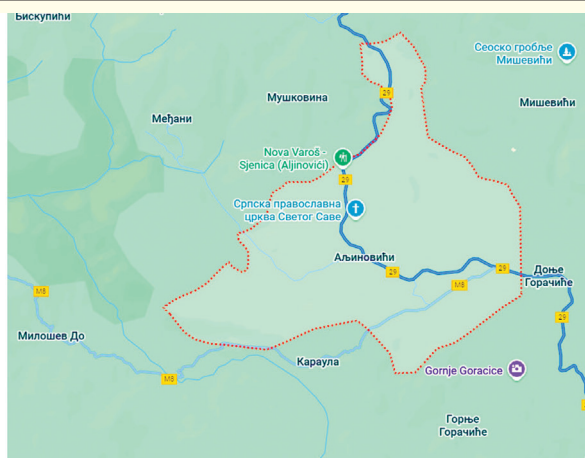 Бискупићи
Сеоско гробље
Мишевићи
29
Мушковина
Мишевићи
Међани
Nova Varoš -
Sjenica (Aljinovići)
29
Српска православна
црква Светог Саве
Аљиновићи
29
29
Доње
Горачиће
29
M8
M8
Милошев До
Караула
M8
Gornje Goracice
Горње
Горачиће